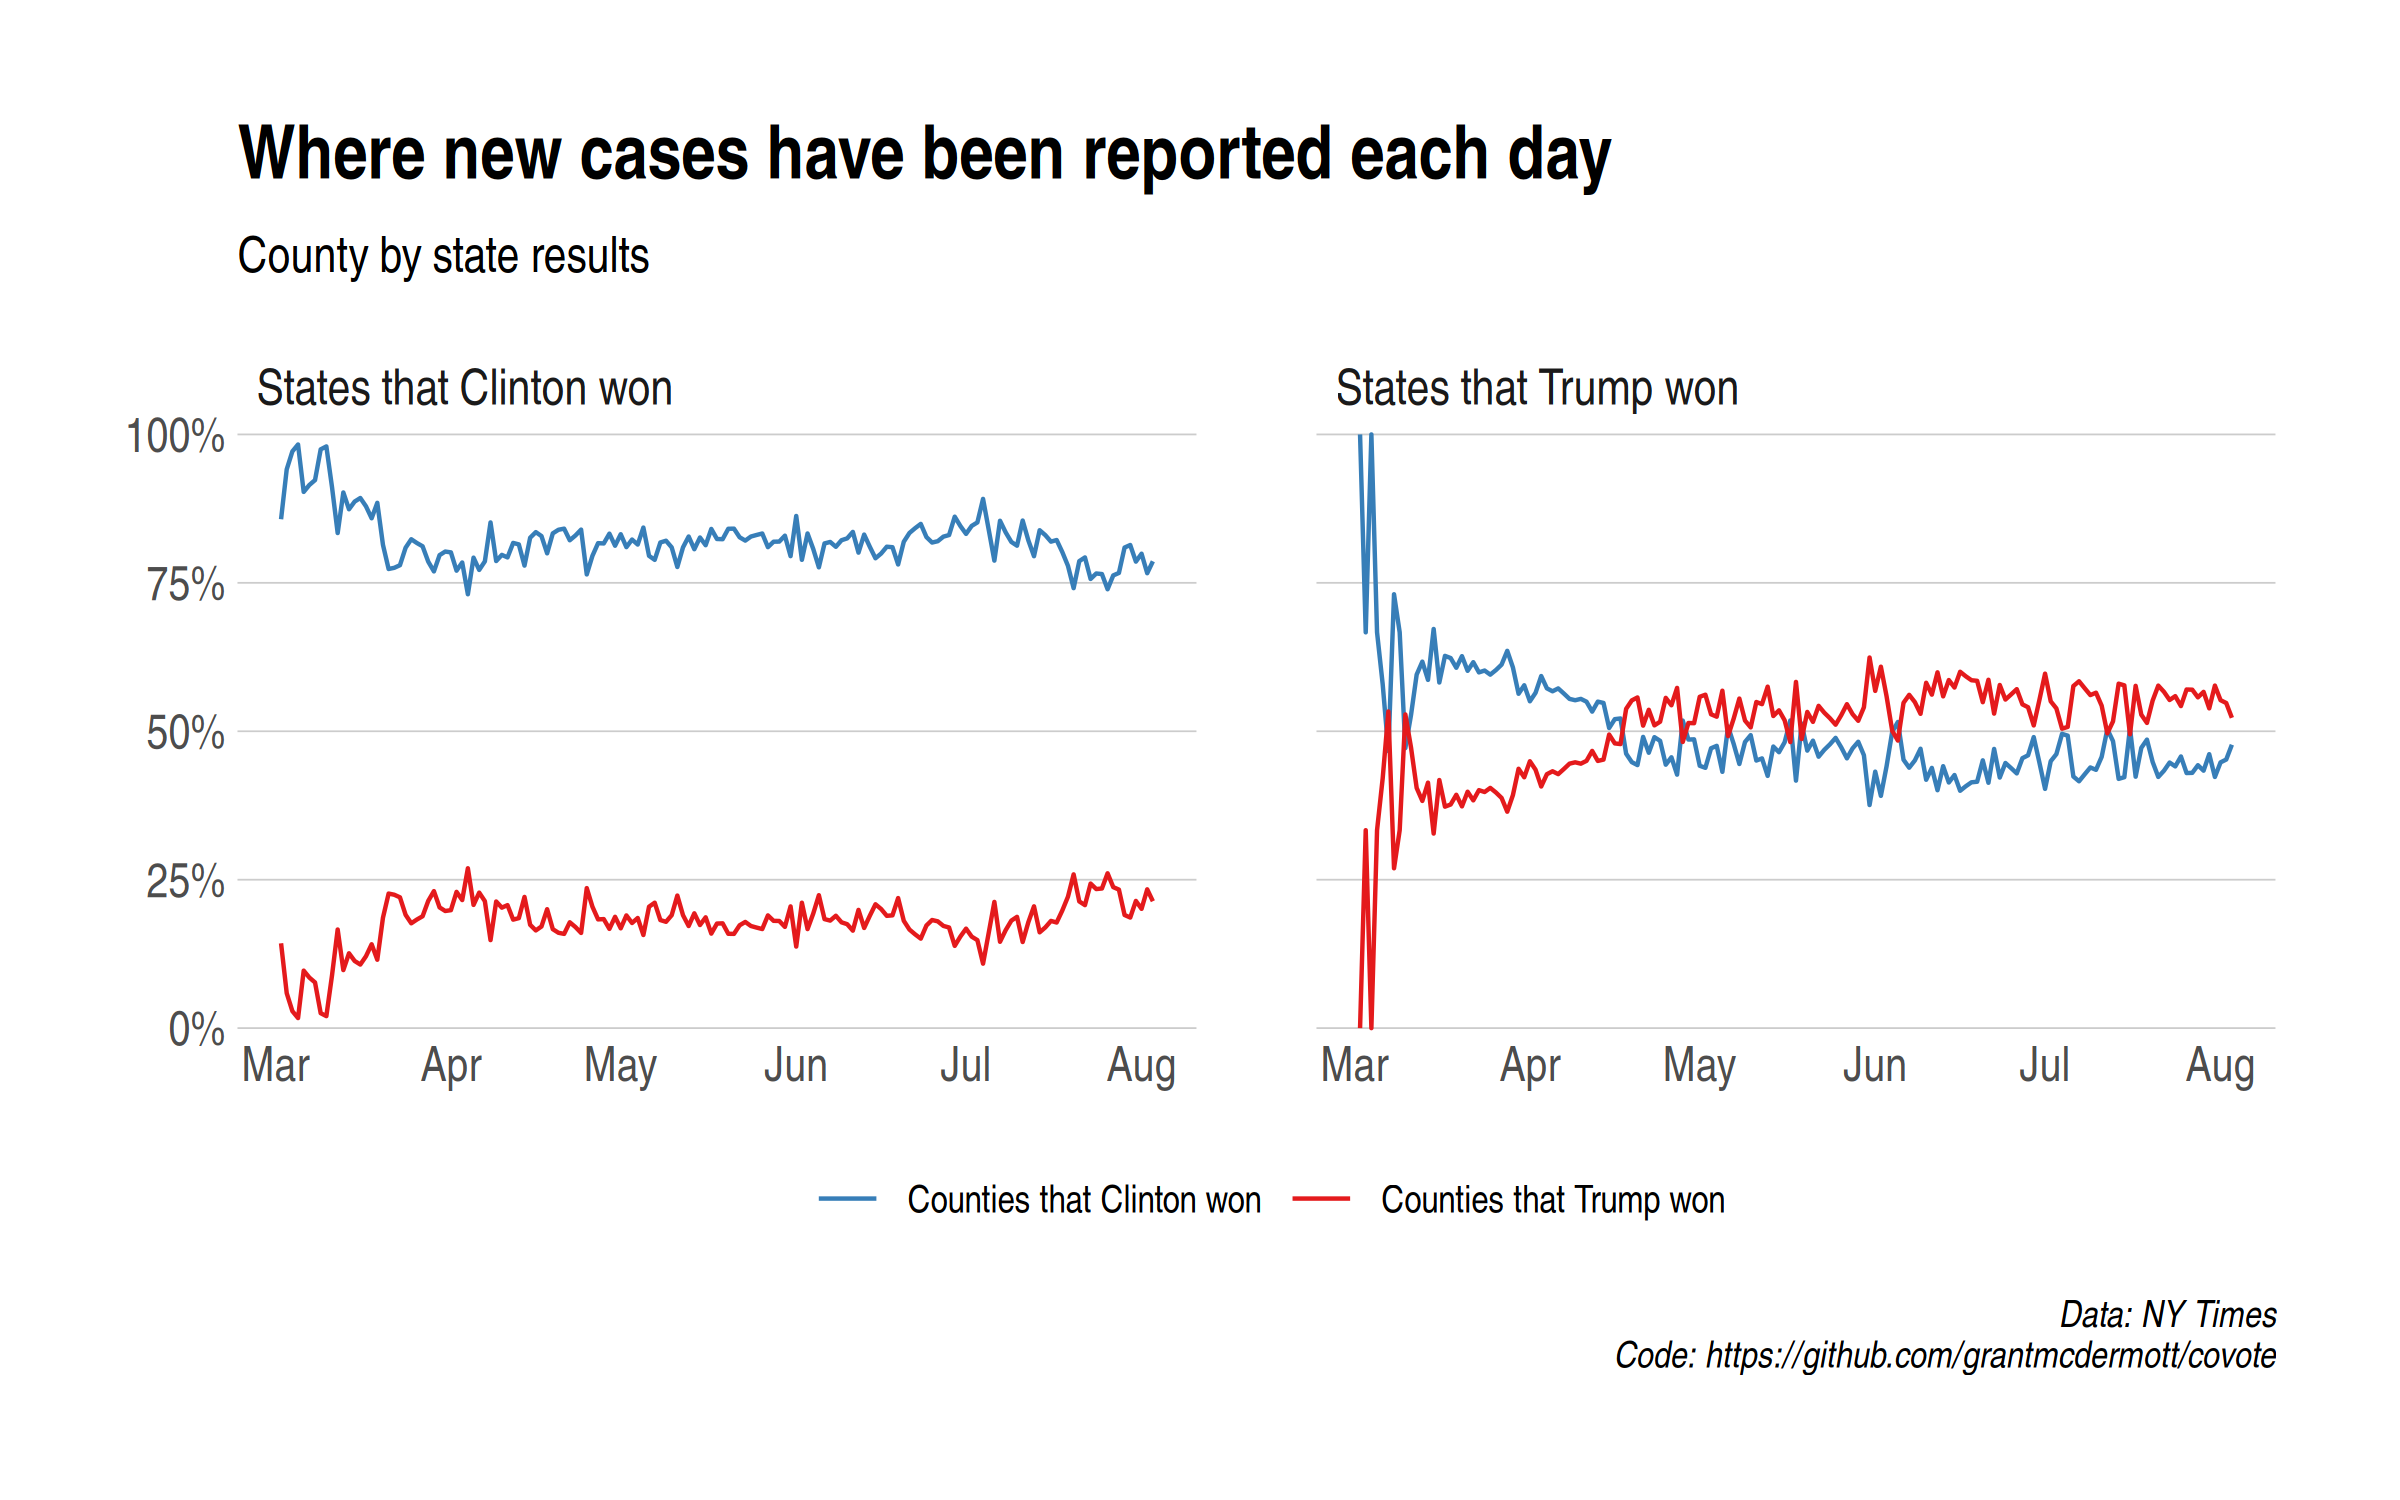 Where new cases have been reported each day
County by state results
States that Clinton won
States that Trump won
100%
75%
50%
25%
0%
Mar Apr May Jun Jul Aug
Mar Apr May Jun Jul Aug
Counties that Clinton won
Counties that Trump won
Data: NY Times
Code: https://github.com/grantmcdermott/covote